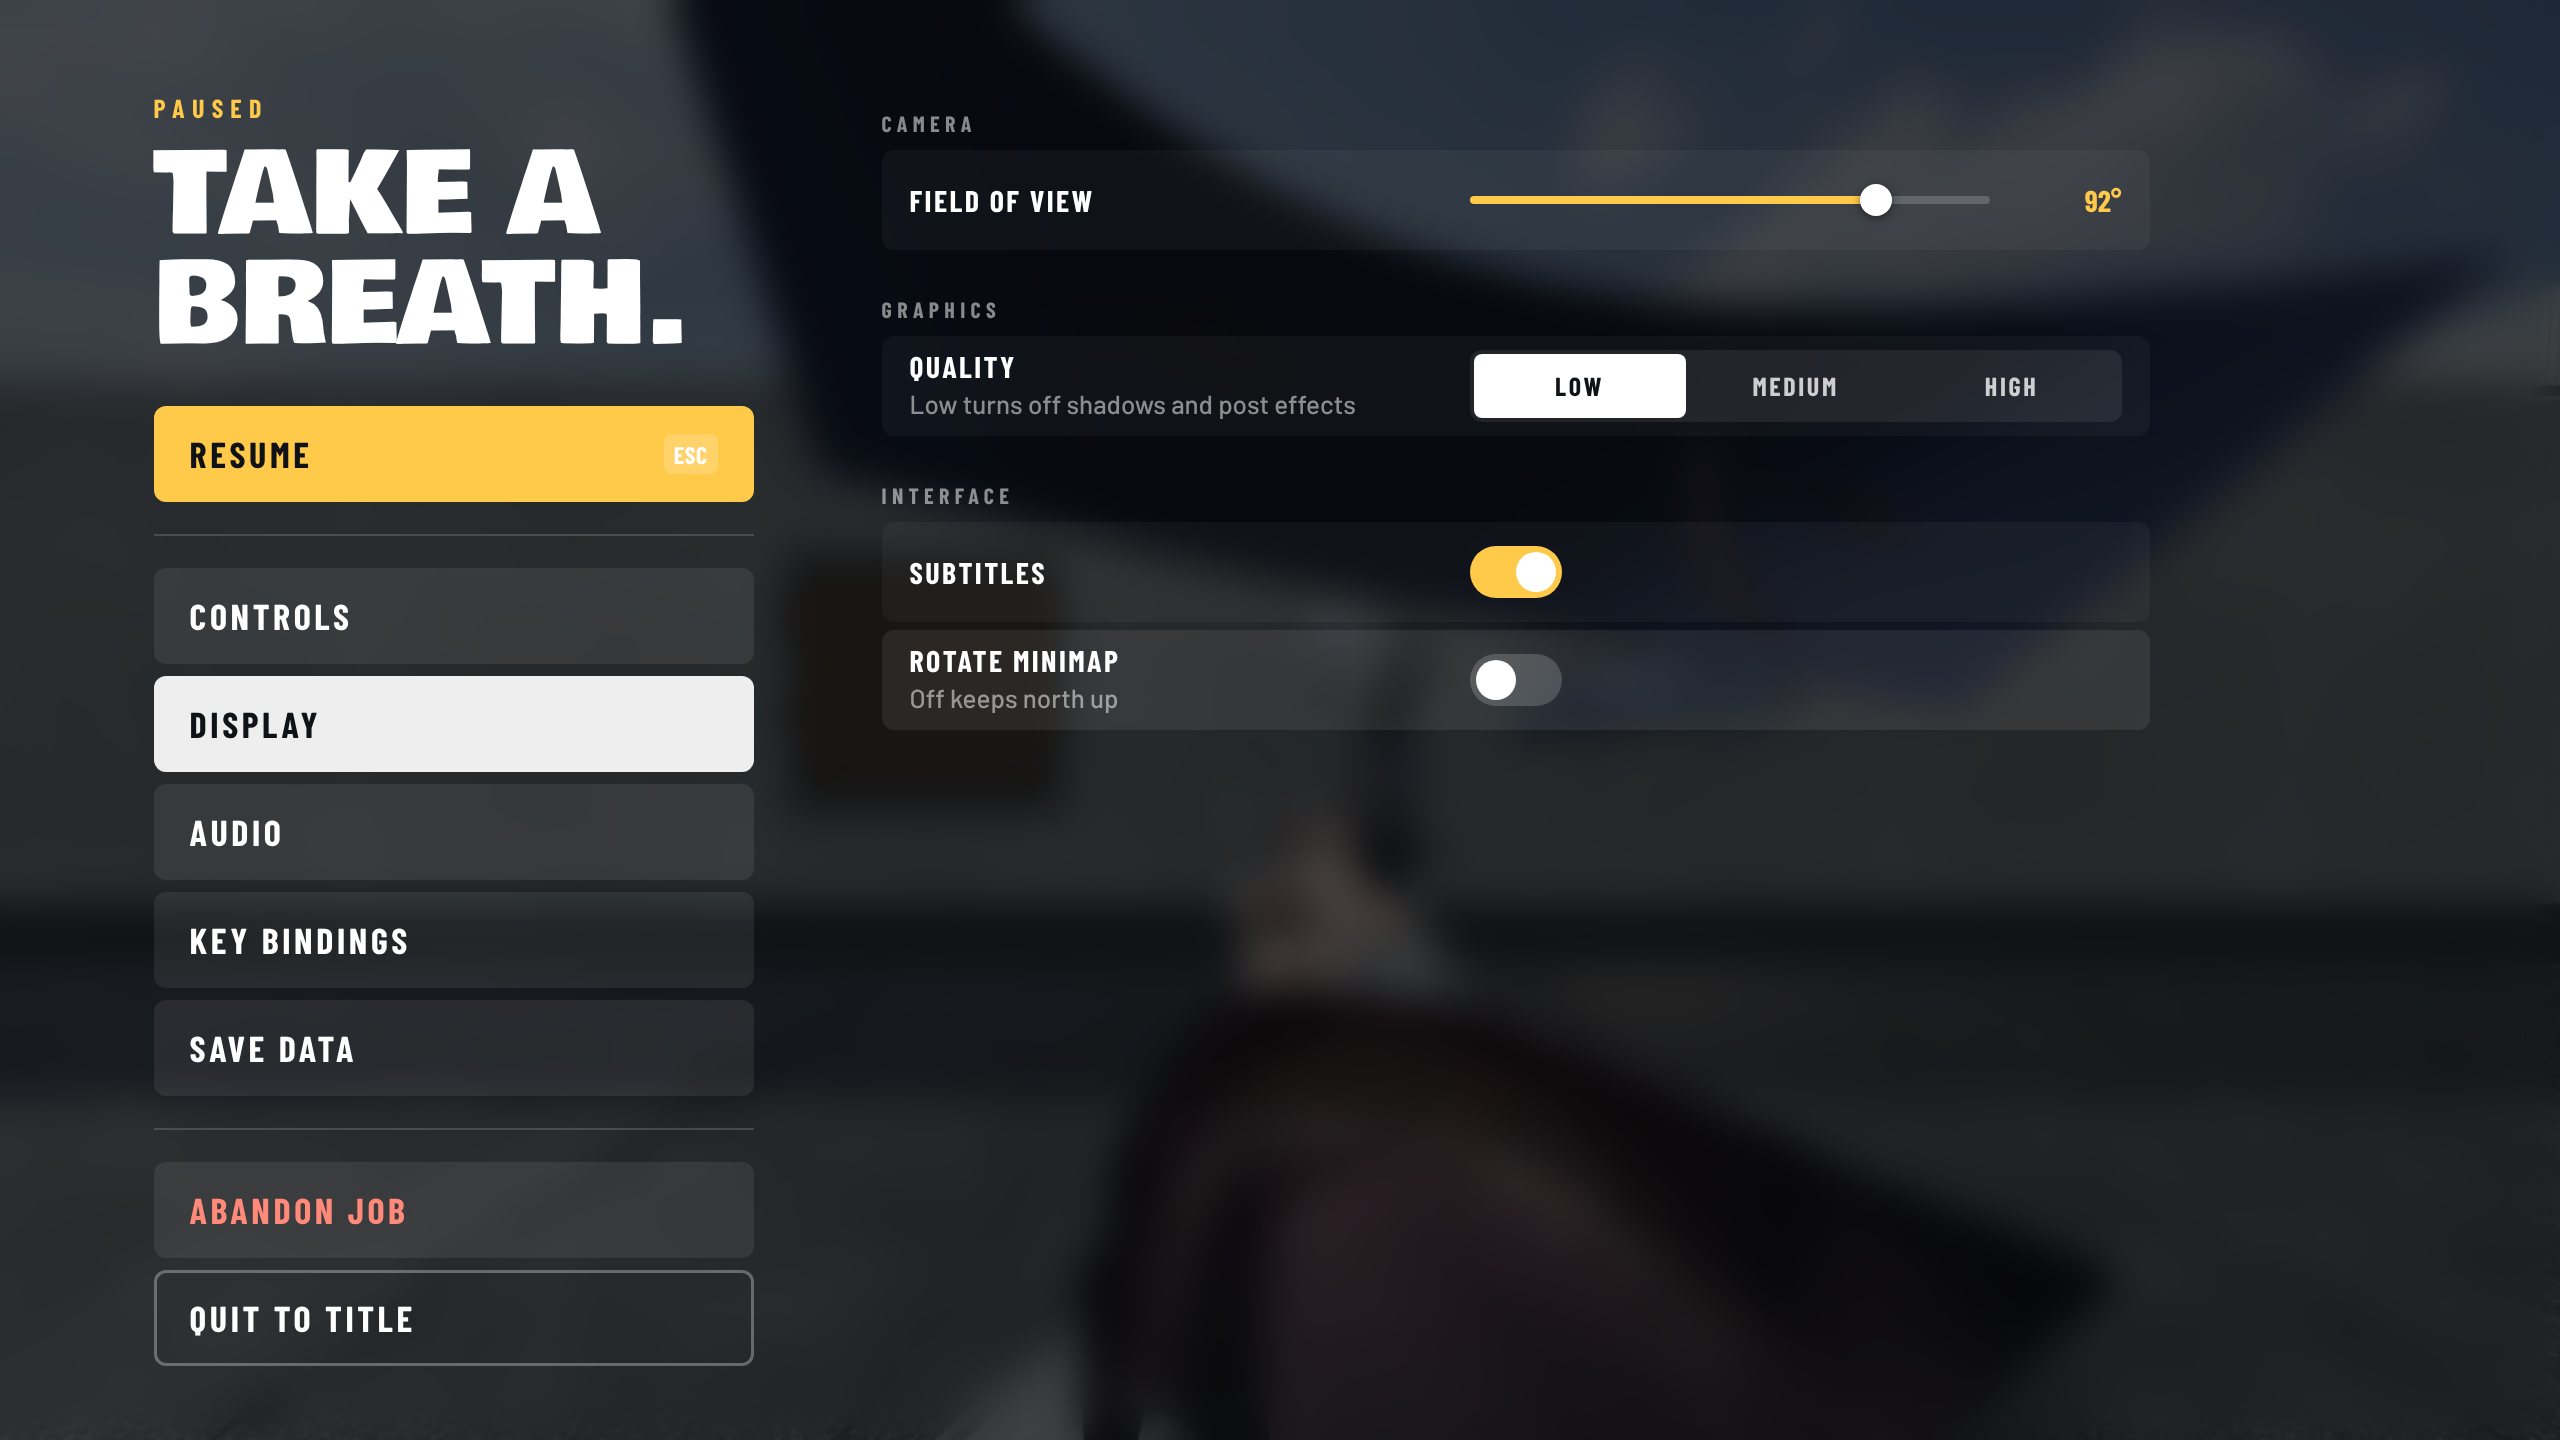 PAUSED
TAKE A
BREATH.
RESUME ESC
CONTROLS
DISPLAY
AUDIO
KEY BINDINGS
SAVE DATA
ABANDON JOB
QUIT TO TITLE
CAMERA
FIELD OF VIEW 92°
GRAPHICS
QUALITY
Low turns off shadows and post effects
LOW MEDIUM HIGH
INTERFACE
SUBTITLES
ROTATE MINIMAP
Off keeps north up